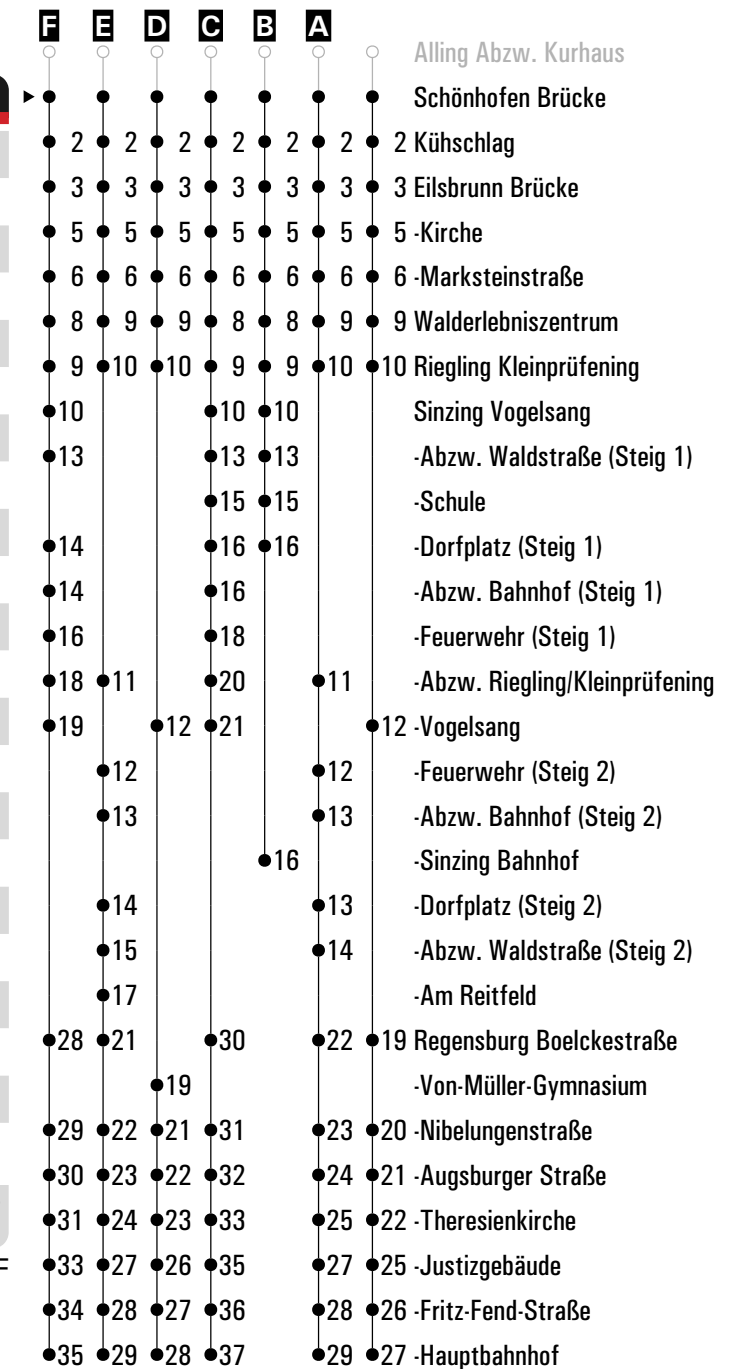 F E D C B A
Alling Abzw. Kurhaus
Schönhofen Brücke
2 2 2 2 2 2 2 Kühschlag
3 3 3 3 3 3 3 Eilsbrunn Brücke
5 5 5 5 5 5 5 -Kirche
6 6 6 6 6 6 6 -Marksteinstraße
8 9 9 8 8 9 9 Walderlebniszentrum
9 10 10 9 9 10 10 Riegling Kleinprüfening
10 10 10 Sinzing Vogelsang
13 13 13 -Abzw. Waldstraße (Steig 1)
15 15 -Schule
14 16 16 -Dorfplatz (Steig 1)
14 16 -Abzw. Bahnhof (Steig 1)
16 18 -Feuerwehr (Steig 1)
18 11 20 11 -Abzw. Riegling/Kleinprüfening
19 12 21 12 -Vogelsang
12 12 -Feuerwehr (Steig 2)
13 13 -Abzw. Bahnhof (Steig 2)
16 -Sinzing Bahnhof
14 13 -Dorfplatz (Steig 2)
15 14 -Abzw. Waldstraße (Steig 2)
17 -Am Reitfeld
28 21 30 22 19 Regensburg Boelckestraße
19 -Von-Müller-Gymnasium
29 22 21 31 23 20 -Nibelungenstraße
30 23 22 32 24 21 -Augsburger Straße
31 24 23 33 25 22 -Theresienkirche
33 27 26 35 27 25 -Justizgebäude
34 28 27 36 28 26 -Fritz-Fend-Straße
35 29 28 37 29 27 -Hauptbahnhof